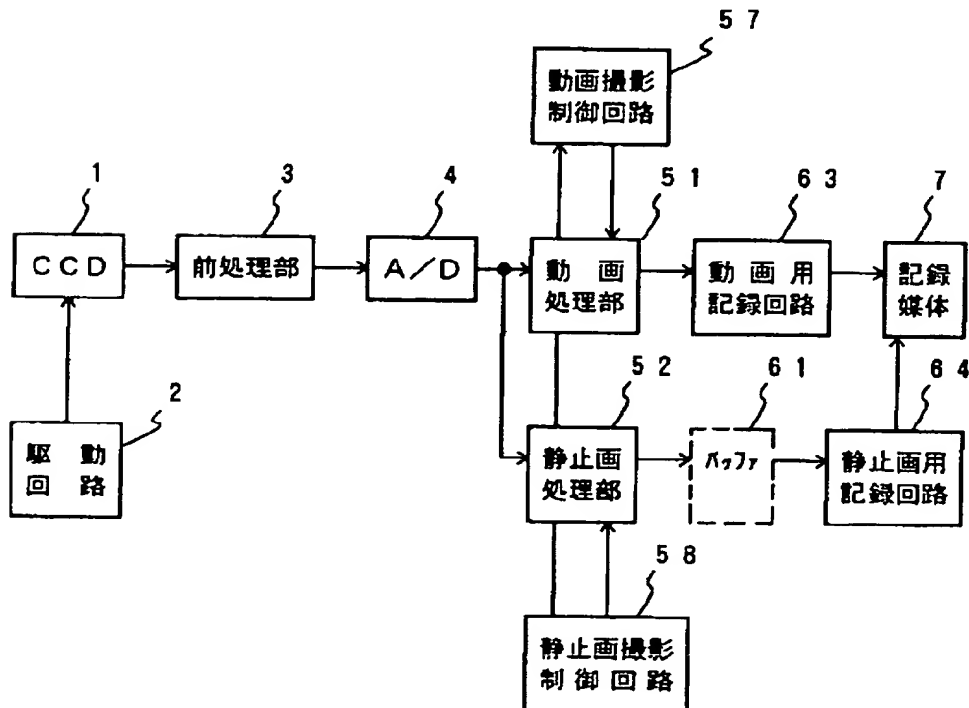 ５７
動画撮影
制御回路
１
３
４
５１
６３
７
ＣＣＤ
前処理部
Ａ／Ｄ
動画
処理部
動画用
記録回路
記録
媒体
２
５２
６１
６４
駆動
回路
静止画
処理部
バッファ
静止画用
記録回路
５８
静止画撮影
制御回路